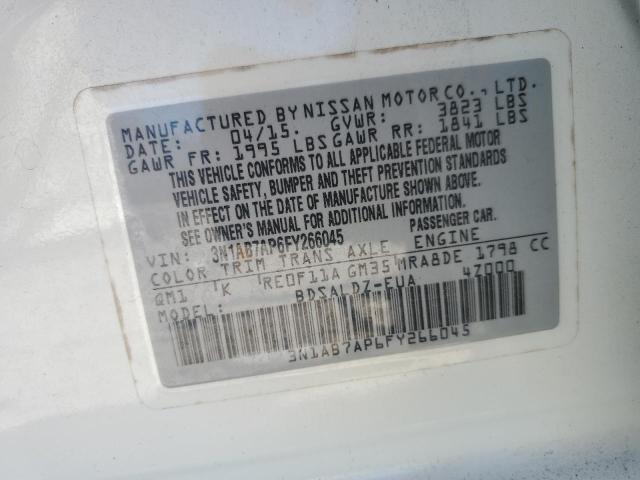 MANUFACTURED BY NISSAN MOTOR CO., LTD.
DATE: 04/15. GVWR: 3823 LBS
GAWR FR: 1995 LBS GAWR RR: 1841 LBS
THIS VEHICLE CONFORMS TO ALL APPLICABLE FEDERAL MOTOR
VEHICLE SAFETY, BUMPER AND THEFT PREVENTION STANDARDS
IN EFFECT ON THE DATE OF MANUFACTURE SHOWN ABOVE.
SEE OWNER'S MANUAL FOR ADDITIONAL INFORMATION.
VIN: 3N1AB7AP6FY266045 PASSENGER CAR.
COLOR TRIM TRANS AXLE ENGINE
QM1 K RE0F11A GM35 MRA8DE 1798 CC
MODEL: BDSALDZ-EUA 4Z000
3N1AB7AP6FY266045